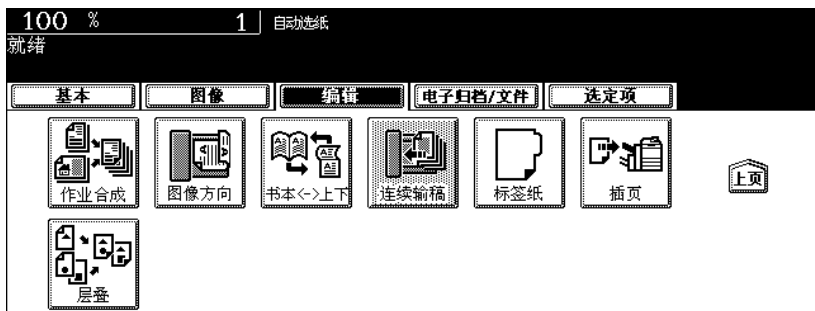 100 % 1 自动选纸
就绪
基本 图像 编辑 电子归档/文件 选定项
作业合成 图像方向 书本<->上下 连续输稿 标签纸 插页 上页
层叠